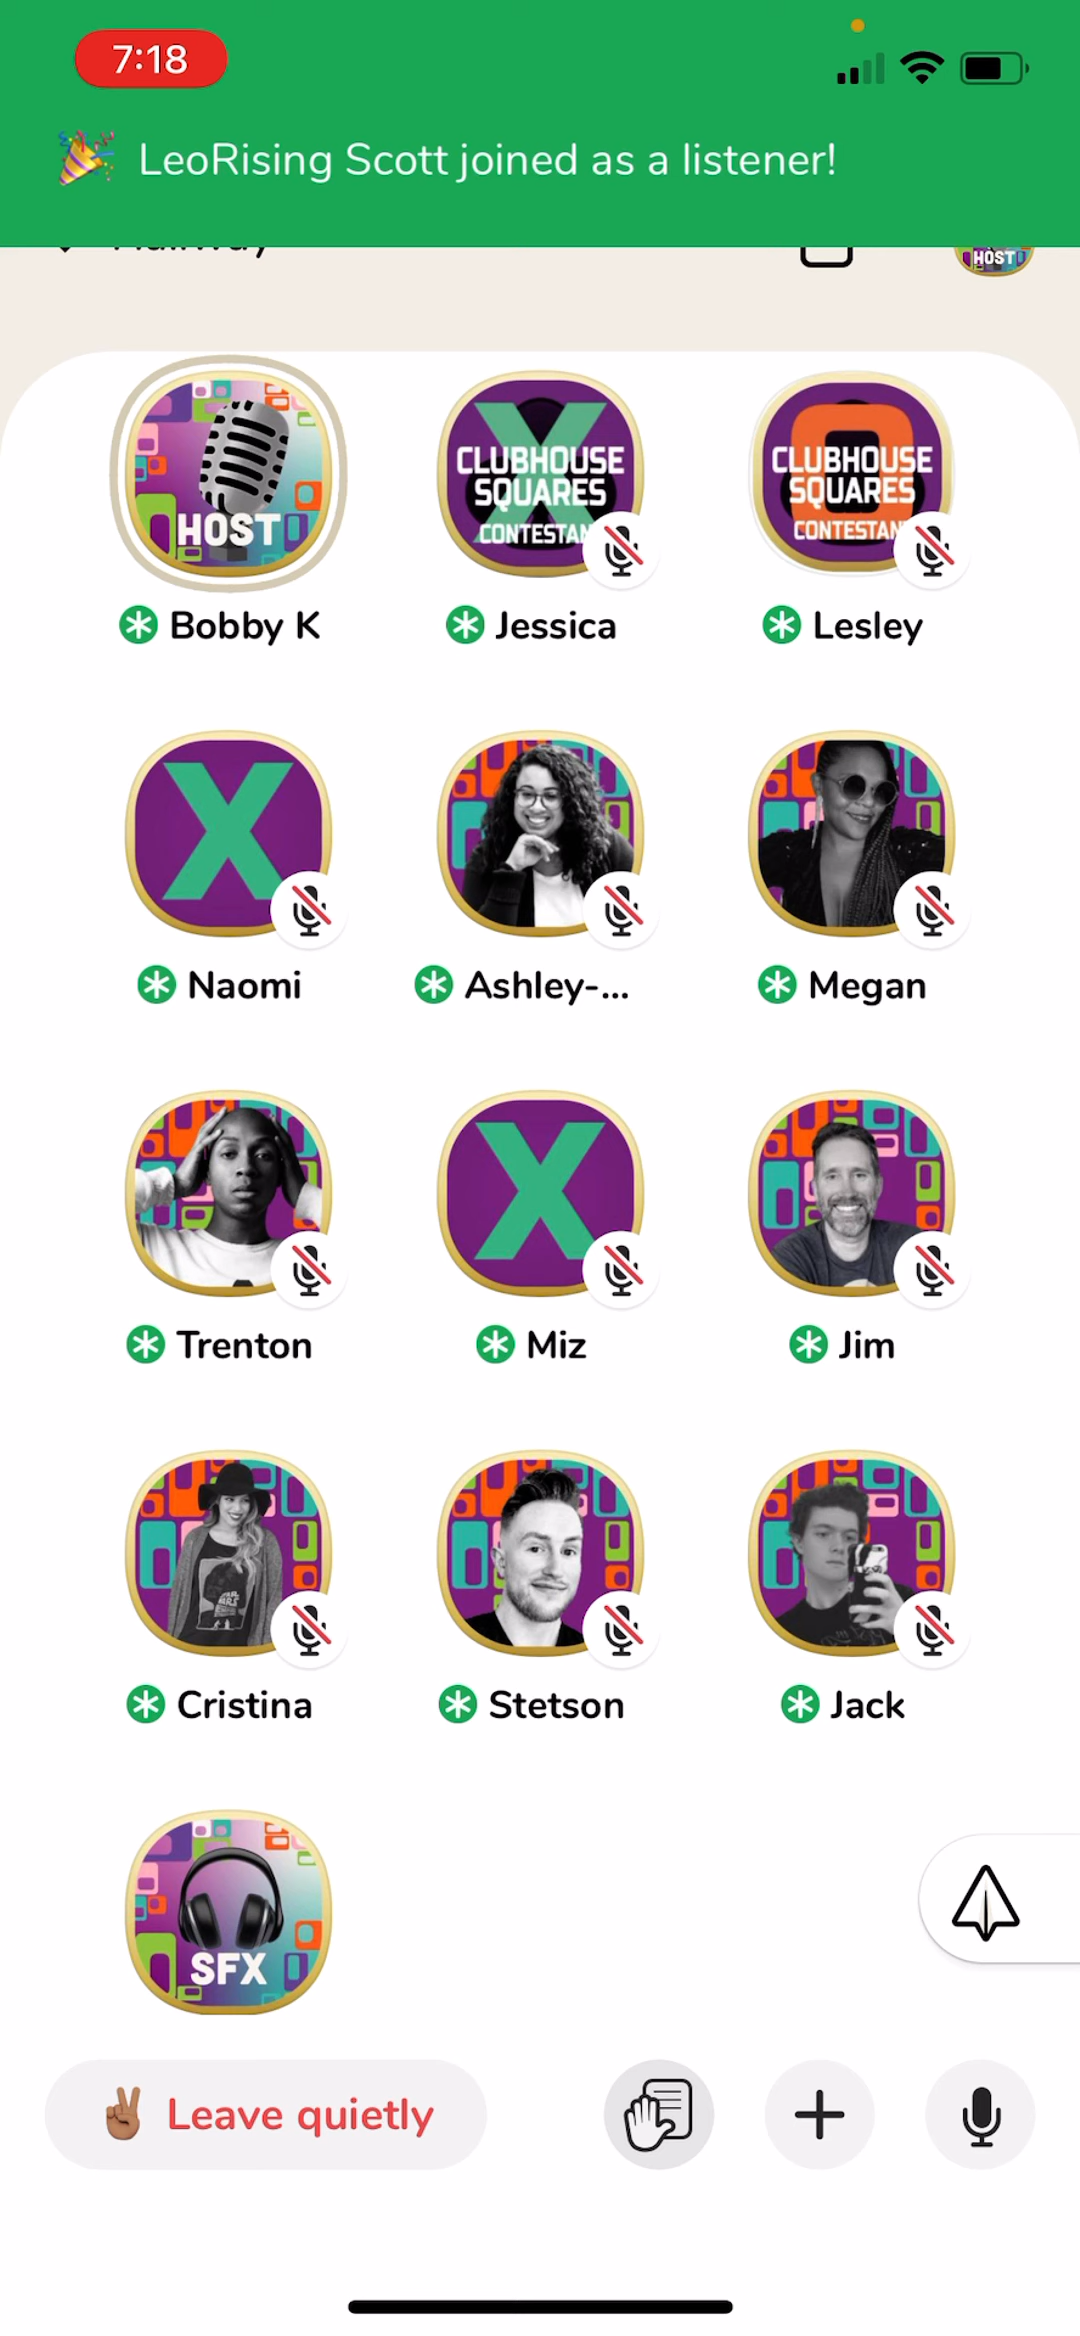 7:18
🎉 LeoRising Scott joined as a listener!
HOST
HOST
CLUBHOUSE
SQUARES
CLUBHOUSE
SQUARES
Bobby K
Jessica
Lesley
X
Naomi
Ashley-...
Megan
X
Trenton
Miz
Jim
Cristina
Stetson
Jack
SFX
✌🏽 Leave quietly